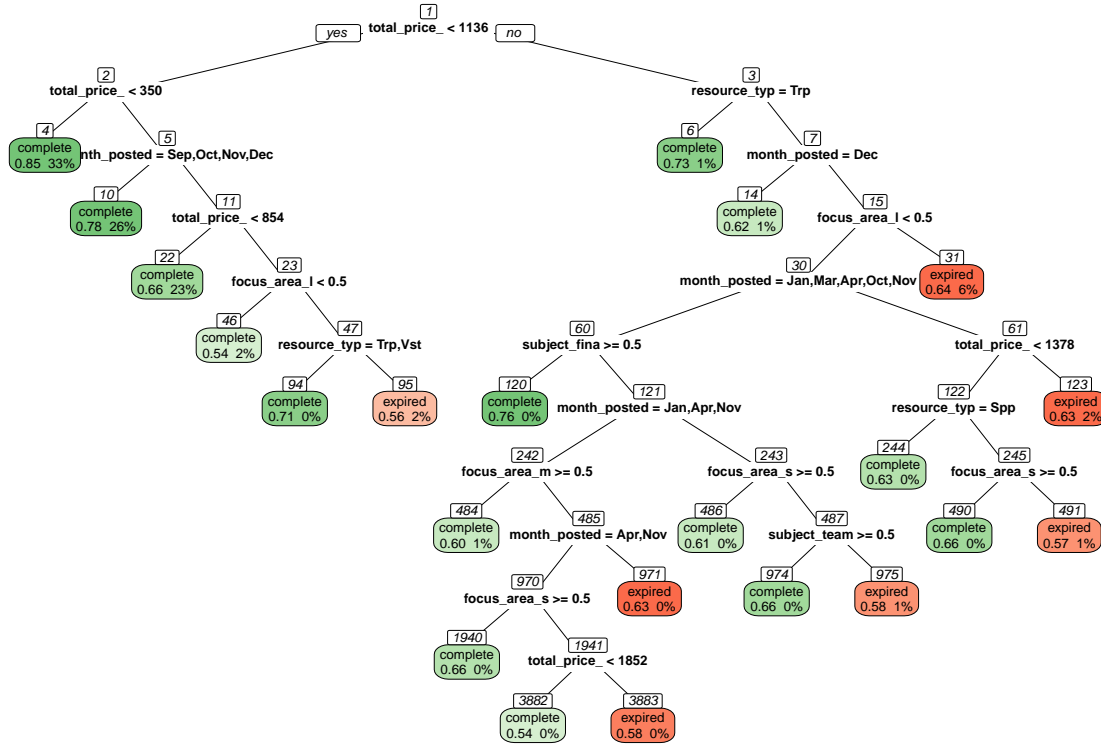 1
yes total_price_ < 1136 no
2
total_price_ < 350
3
resource_typ = Trp
4
complete
0.85 33%
5
nth_posted = Sep,Oct,Nov,Dec
6
complete
0.73 1%
7
month_posted = Dec
10
complete
0.78 26%
11
total_price_ < 854
14
complete
0.62 1%
15
focus_area_l < 0.5
22
complete
0.66 23%
23
focus_area_l < 0.5
30
month_posted = Jan,Mar,Apr,Oct,Nov
31
expired
0.64 6%
46
complete
0.54 2%
47
resource_typ = Trp,Vst
60
subject_fina >= 0.5
61
total_price_ < 1378
94
complete
0.71 0%
95
expired
0.56 2%
120
complete
0.76 0%
121
month_posted = Jan,Apr,Nov
122
resource_typ = Spp
123
expired
0.63 2%
242
focus_area_m >= 0.5
243
focus_area_s >= 0.5
244
complete
0.63 0%
245
focus_area_s >= 0.5
484
complete
0.60 1%
485
month_posted = Apr,Nov
486
complete
0.61 0%
487
subject_team >= 0.5
490
complete
0.66 0%
491
expired
0.57 1%
970
focus_area_s >= 0.5
971
expired
0.63 0%
974
complete
0.66 0%
975
expired
0.58 1%
1940
complete
0.66 0%
1941
total_price_ < 1852
3882
complete
0.54 0%
3883
expired
0.58 0%